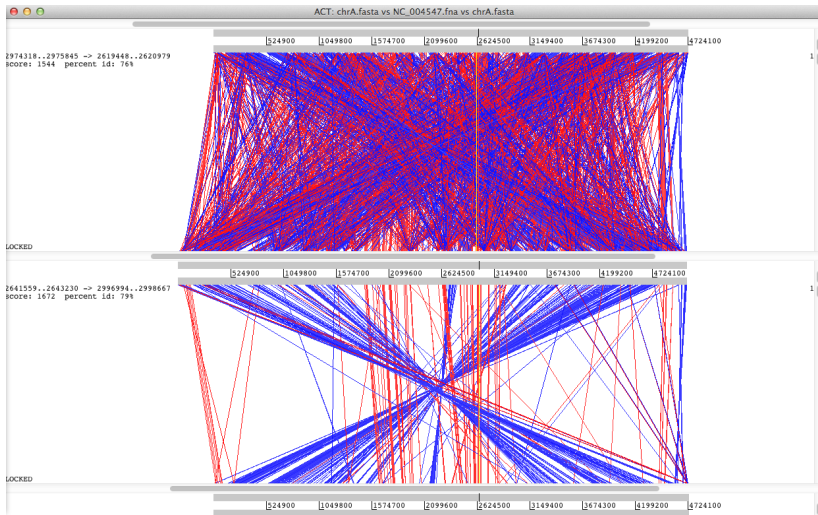 ACT: chrA.fasta vs NC_004547.fna vs chrA.fasta
524900 1049800 1574700 2099600 2624500 3149400 3674300 4199200 4724100
2974318..2975845 -> 2619448..2620979 1
score: 1544 percent id: 76%
LOCKED
524900 1049800 1574700 2099600 2624500 3149400 3674300 4199200 4724100
2641559..2643230 -> 2996994..2998667 1
score: 1672 percent id: 79%
LOCKED
524900 1049800 1574700 2099600 2624500 3149400 3674300 4199200 4724100